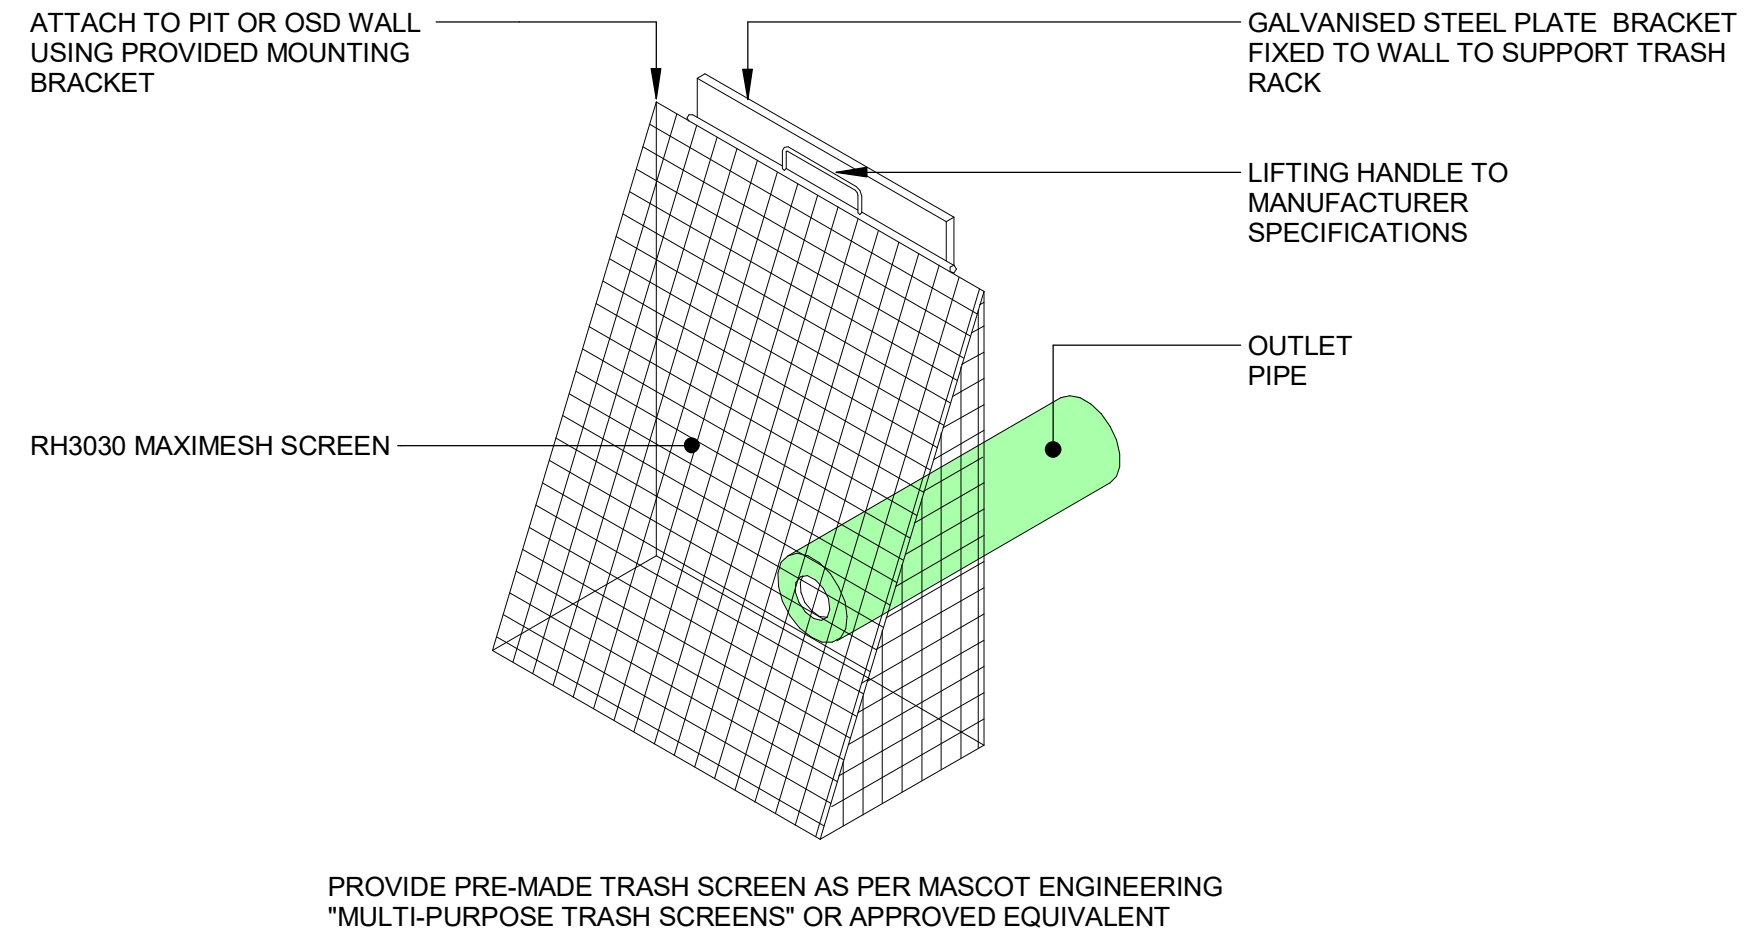 ATTACH TO PIT OR OSD WALL
USING PROVIDED MOUNTING
BRACKET
GALVANISED STEEL PLATE BRACKET
FIXED TO WALL TO SUPPORT TRASH
RACK
LIFTING HANDLE TO
MANUFACTURER
SPECIFICATIONS
OUTLET
PIPE
RH3030 MAXIMESH SCREEN
PROVIDE PRE-MADE TRASH SCREEN AS PER MASCOT ENGINEERING
"MULTI-PURPOSE TRASH SCREENS" OR APPROVED EQUIVALENT